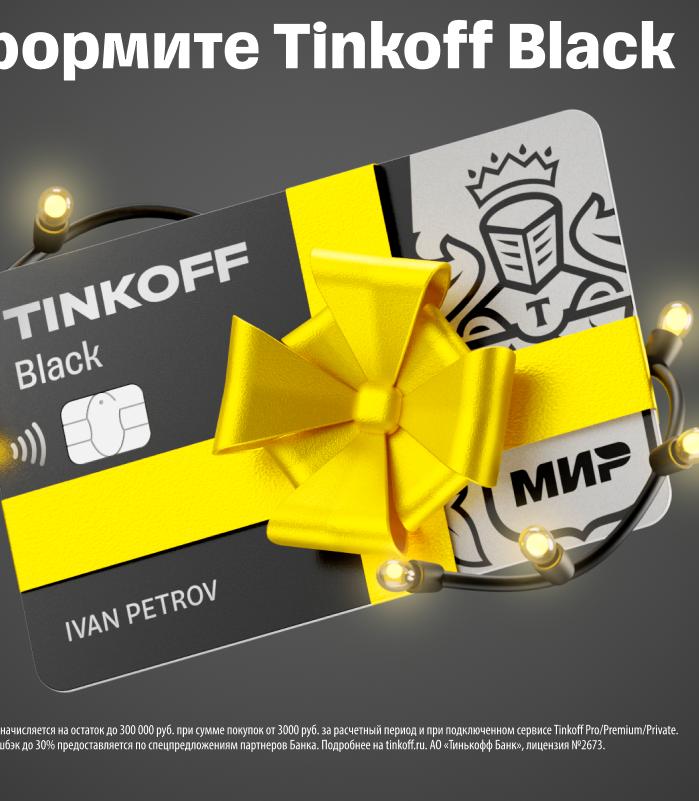 формите Tinkoff Black
TINKOFF
Black
Т
МИР
IVAN PETROV
начисляется на остаток до 300 000 руб. при сумме покупок от 3000 руб. за расчетный период и при подключенном сервисе Tinkoff Pro/Premium/Private.
шбэк до 30% предоставляется по спецпредложениям партнеров Банка. Подробнее на tinkoff.ru. АО «Тинькофф Банк», лицензия №2673.